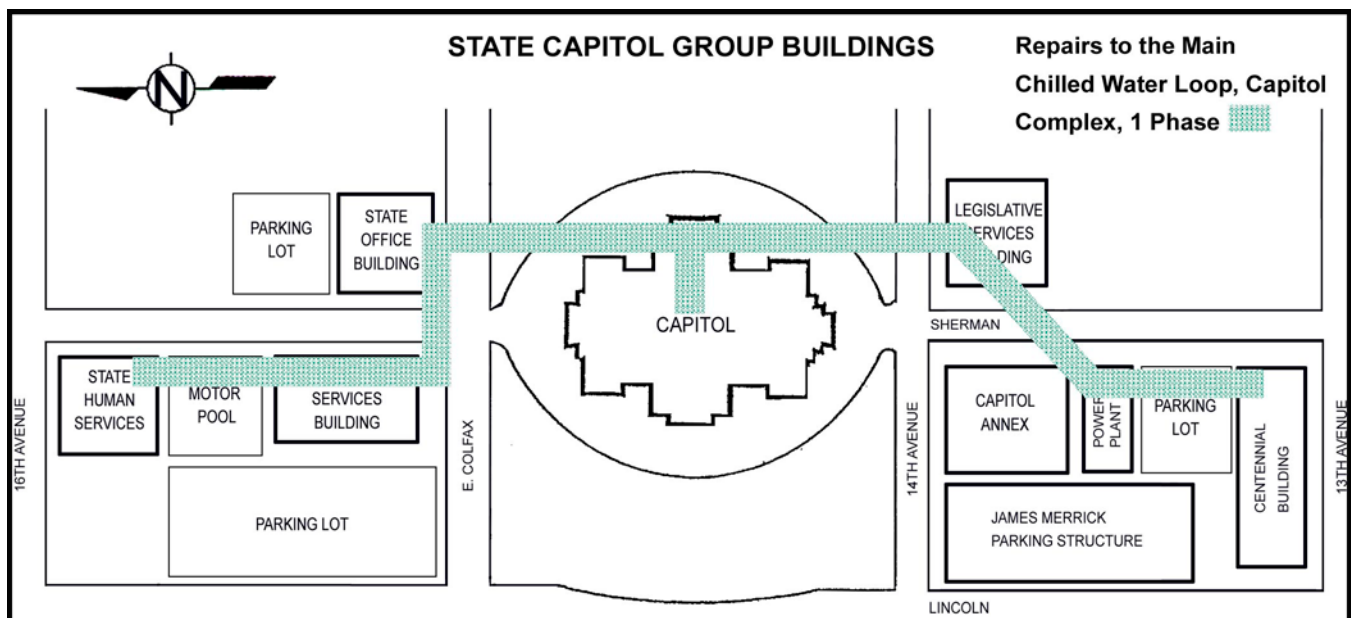 STATE CAPITOL GROUP BUILDINGS
Repairs to the Main
Chilled Water Loop, Capitol
Complex, 1 Phase
N
PARKING
LOT
STATE
OFFICE
BUILDING
LEGISLATIVE
BUILDING
CAPITOL
SHERMAN
STATE
HUMAN
SERVICES
MOTOR
POOL
SERVICES
BUILDING
PARKING LOT
16TH AVENUE
E. COLFAX
14TH AVENUE
CAPITOL
ANNEX
POWER
PLANT
PARKING
LOT
CENTENNIAL
BUILDING
13TH AVENUE
JAMES MERRICK
PARKING STRUCTURE
LINCOLN